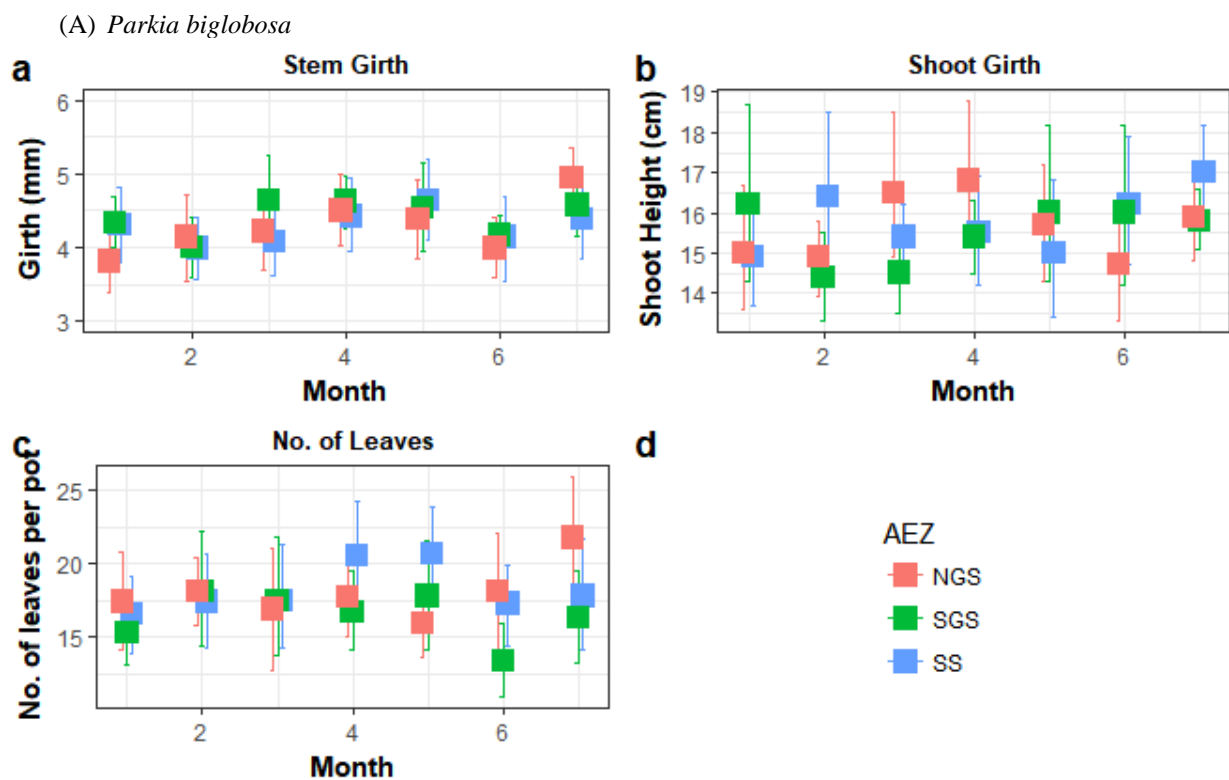 (A) Parkia biglobosa
a
Stem Girth
Girth (mm)
6
5
4
3
2
4
6
Month
b
Shoot Girth
Shoot Height (cm)
19
18
17
16
15
14
2
4
6
Month
c
No. of Leaves
No. of leaves per pot
25
20
15
2
4
6
Month
d
AEZ
NGS
SGS
SS